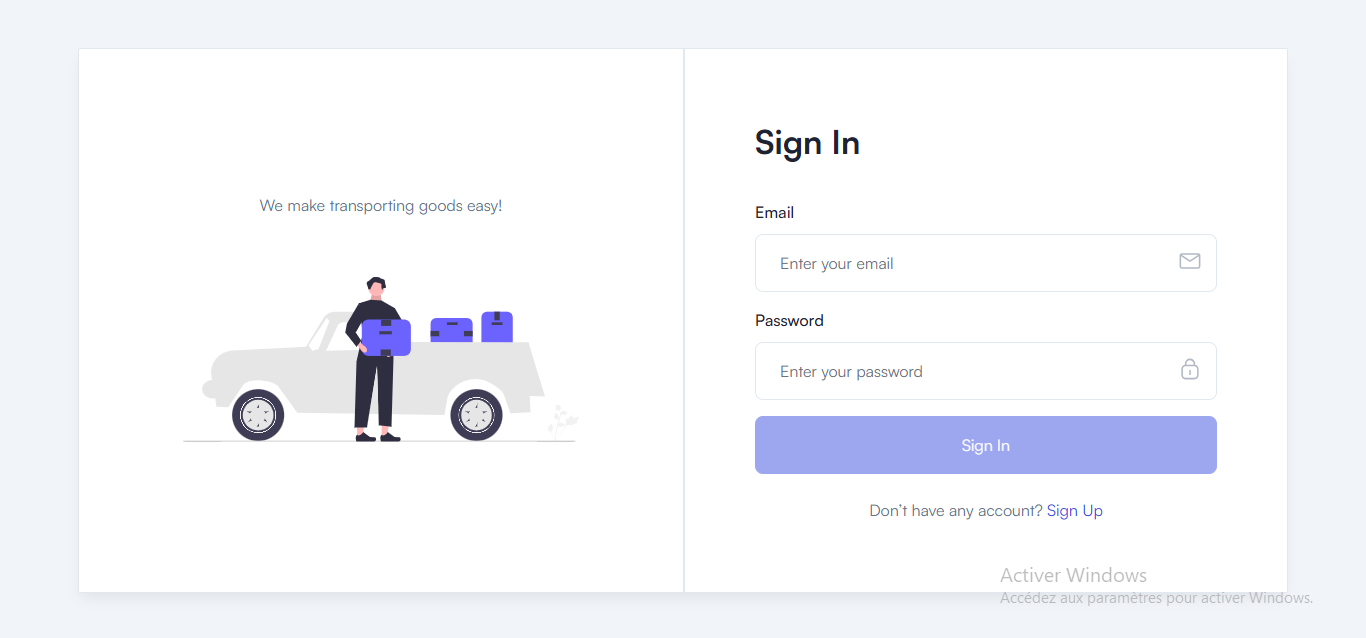 We make transporting goods easy!
Sign In
Email
Enter your email
Password
Enter your password
Sign In
Don't have any account? Sign Up
Activer Windows
Accédez aux paramètres pour activer Windows.